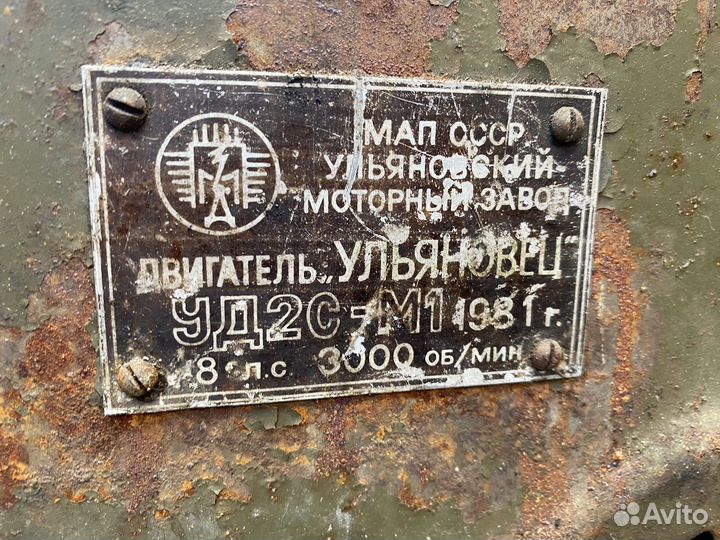 МАП СССР
УЛЬЯНОВСКИЙ
МОТОРНЫЙ ЗАВОД
ДВИГАТЕЛЬ „УЛЬЯНОВЕЦ"
УД2С-М1 1981 г.
8 л.с 3000 ОБ/МИН
Avito